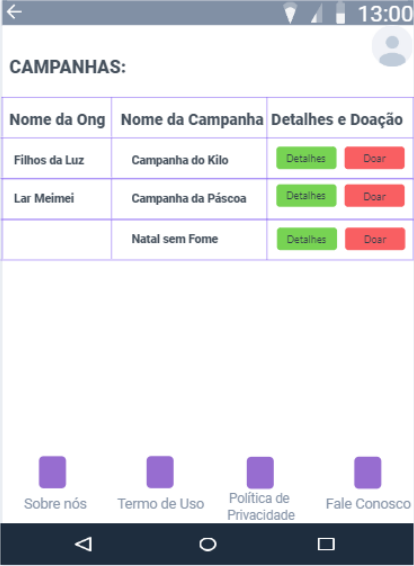 13:00
CAMPANHAS:
Nome da Ong Nome da Campanha Detalhes e Doação
Filhos da Luz Campanha do Kilo Detalhes Doar
Lar Meimei Campanha da Páscoa Detalhes Doar
Natal sem Fome Detalhes Doar
Sobre nós Termo de Uso Política de Privacidade Fale Conosco